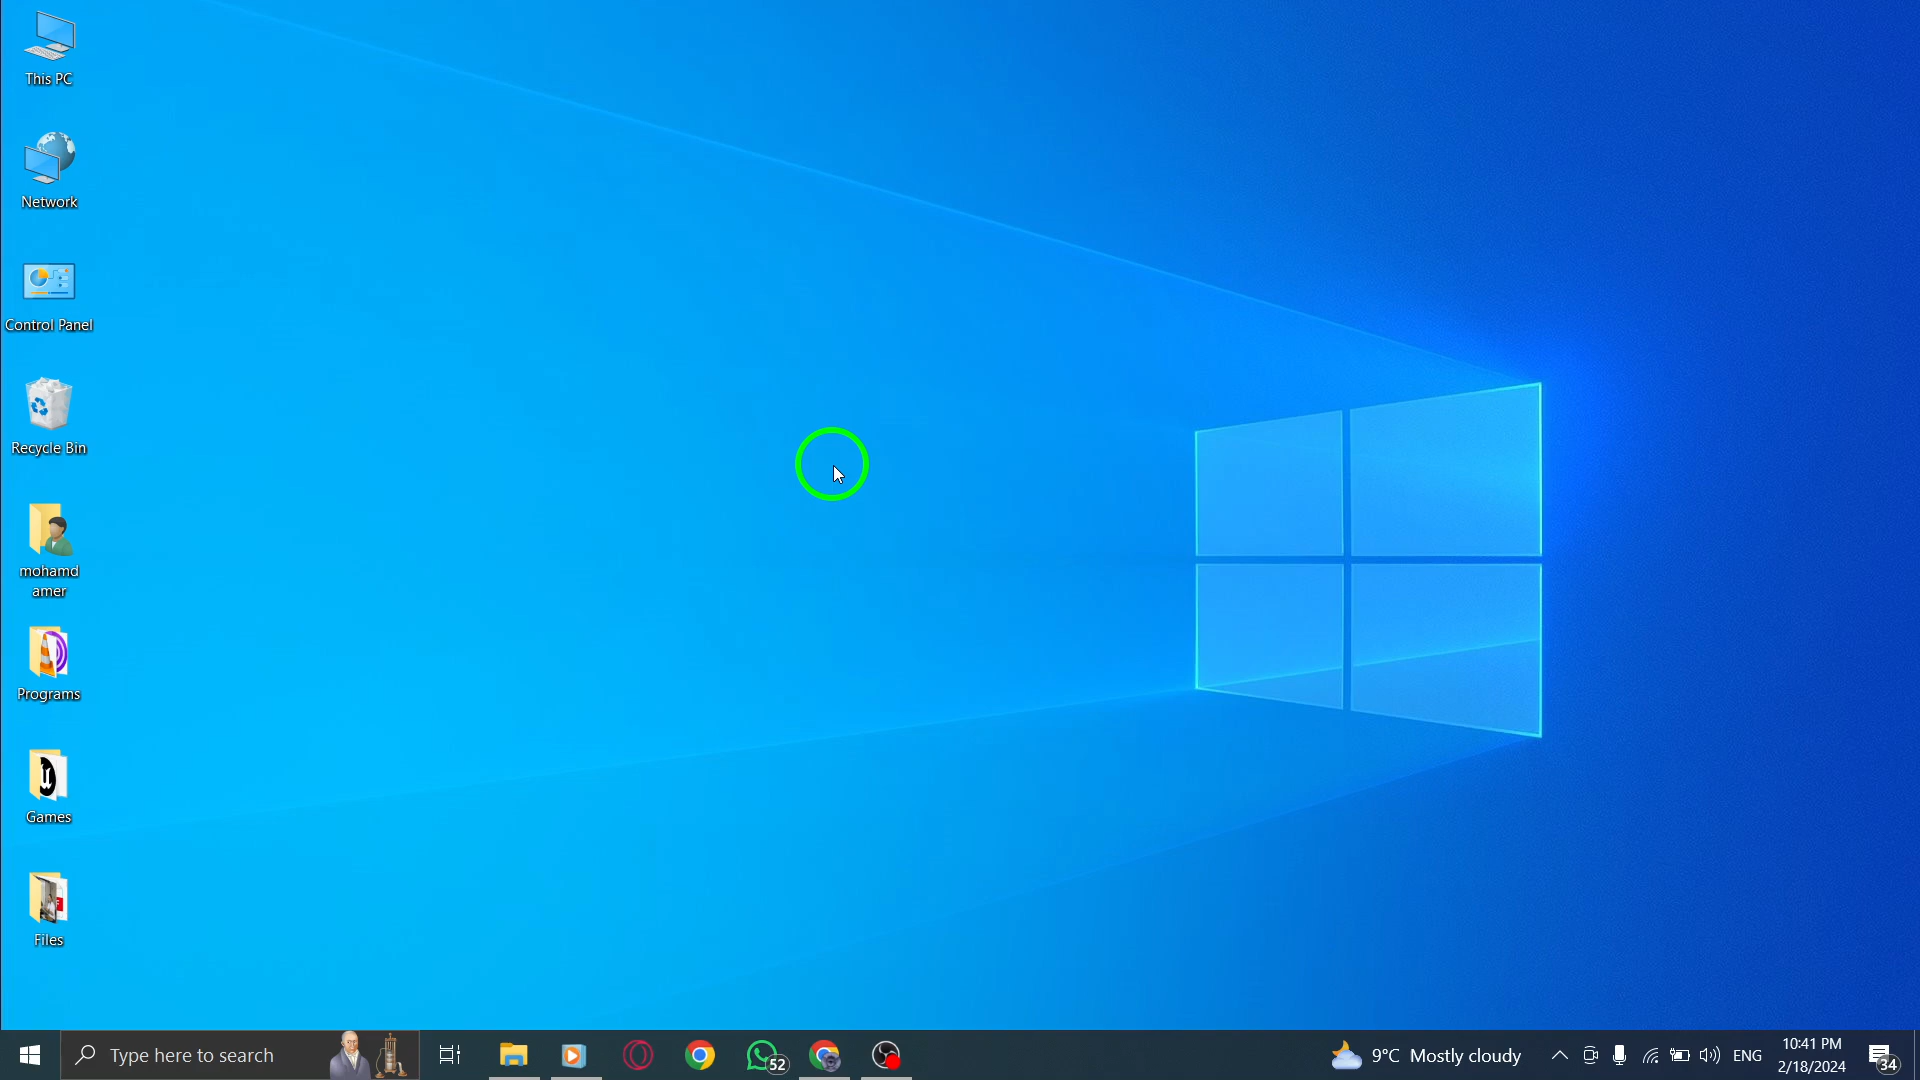 This PC
Network
Control Panel
Recycle Bin
mohamd
amer
Programs
Games
Files
Type here to search
52
9°C Mostly cloudy
ENG
10:41 PM
2/18/2024
34